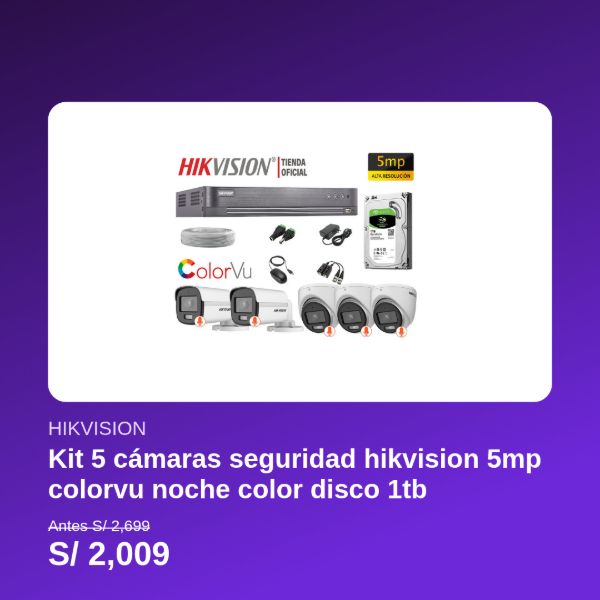 HIKVISION® TIENDA
OFICIAL
5mp
ALTA RESOLUCIÓN
ColorVu
HIKVISION
Kit 5 cámaras seguridad hikvision 5mp
colorvu noche color disco 1tb
Antes S/ 2,699
S/ 2,009